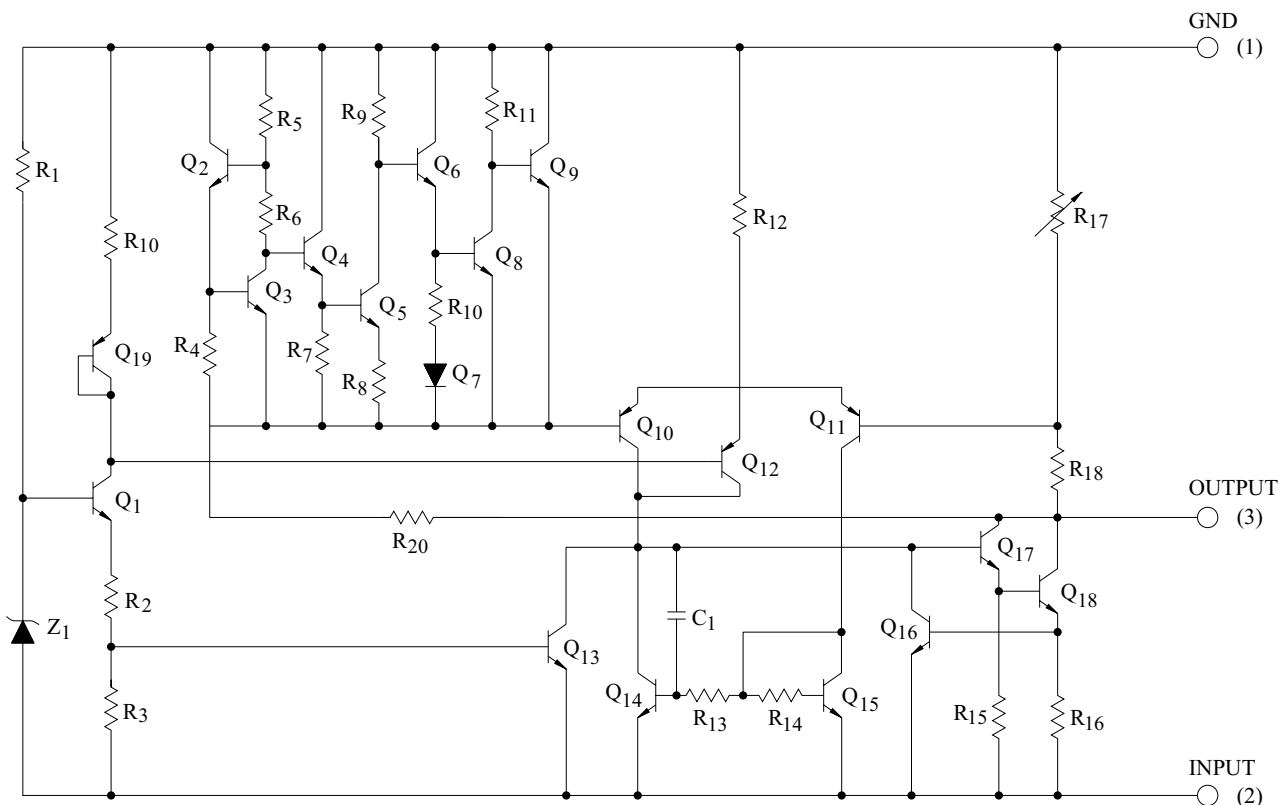 GND
(1)
R5
R9
R11
Q2
Q6
Q9
R1
R6
R12
R17
R10
Q4
Q8
Q3
Q5
R10
Q19
R4
R7
R8
Q7
Q10
Q11
Q12
R18
Q1
OUTPUT
(3)
R20
Q17
R2
Q18
Z1
C1
Q16
Q13
Q14
Q15
R3
R13
R14
R15
R16
INPUT
(2)